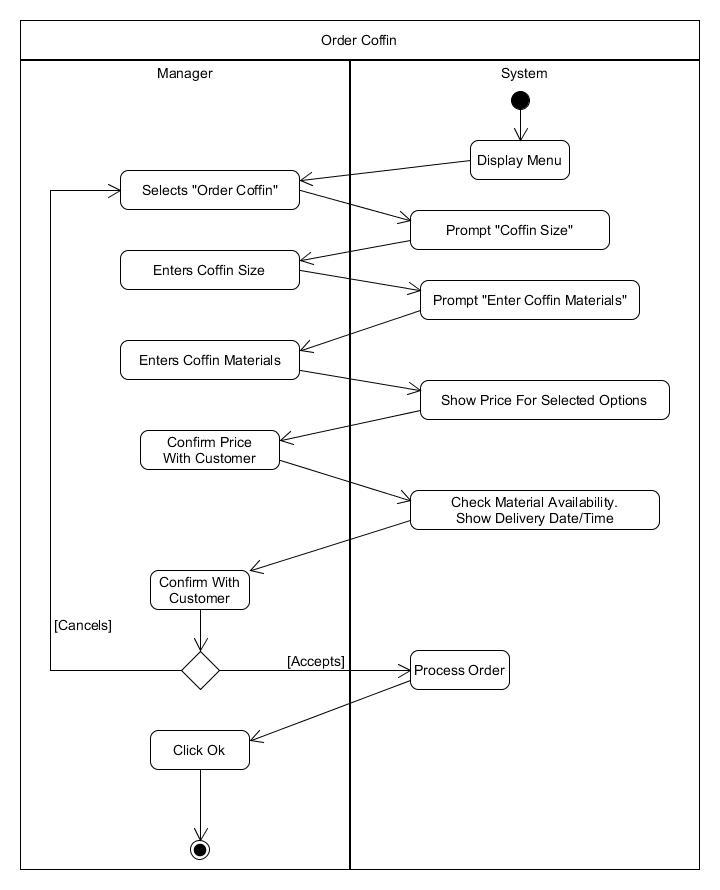 Order Coffin
Manager
System
Display Menu
Selects "Order Coffin"
Prompt "Coffin Size"
Enters Coffin Size
Prompt "Enter Coffin Materials"
Enters Coffin Materials
Show Price For Selected Options
Confirm Price
With Customer
Check Material Availability.
Show Delivery Date/Time
Confirm With
Customer
[Cancels]
[Accepts]
Process Order
Click Ok